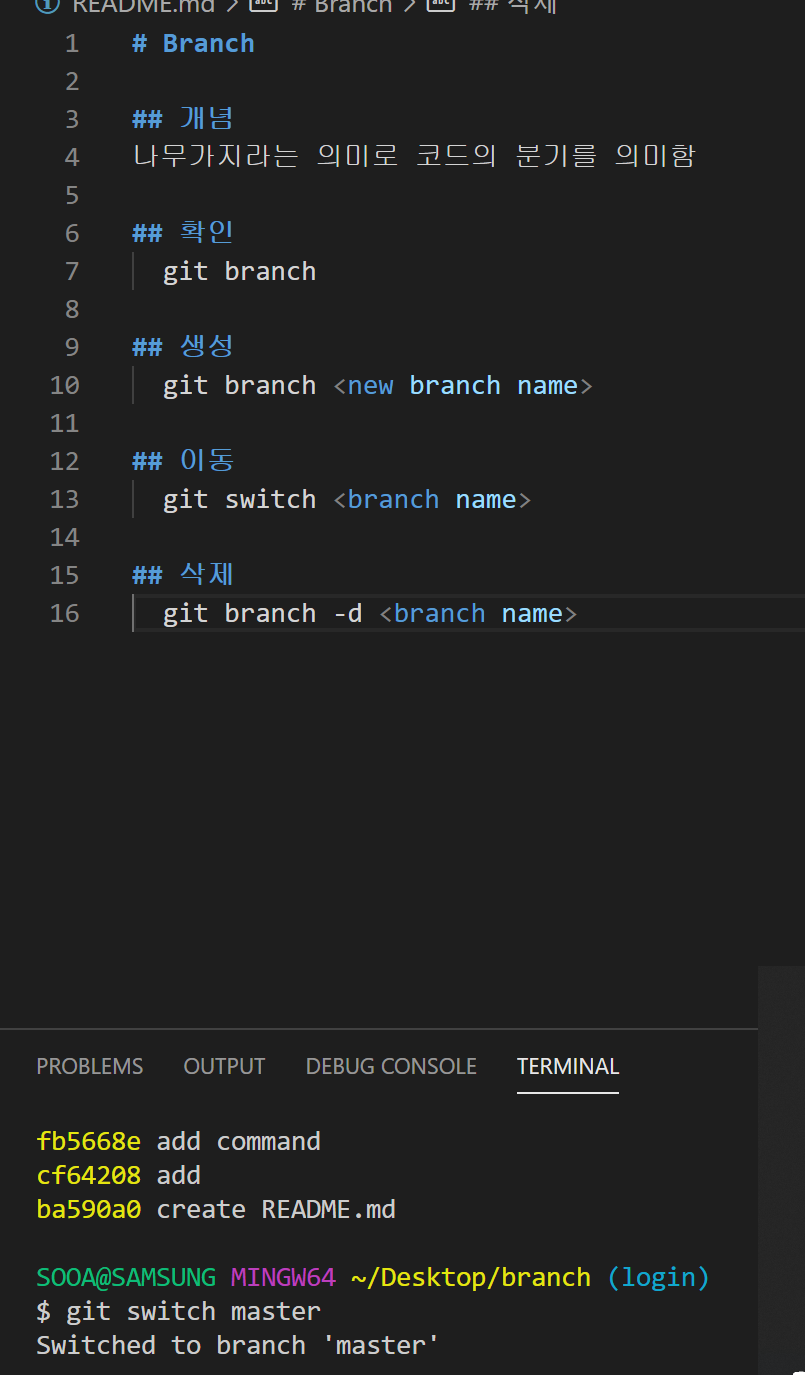 README.md > # Branch > ## 삭제
1 # Branch
2
3 ## 개념
4 나무가지라는 의미로 코드의 분기를 의미함
5
6 ## 확인
7 git branch
8
9 ## 생성
10 git branch <new branch name>
11
12 ## 이동
13 git switch <branch name>
14
15 ## 삭제
16 git branch -d <branch name>
PROBLEMS OUTPUT DEBUG CONSOLE TERMINAL
fb5668e add command
cf64208 add
ba590a0 create README.md
SOOA@SAMSUNG MINGW64 ~/Desktop/branch (login)
$ git switch master
Switched to branch 'master'